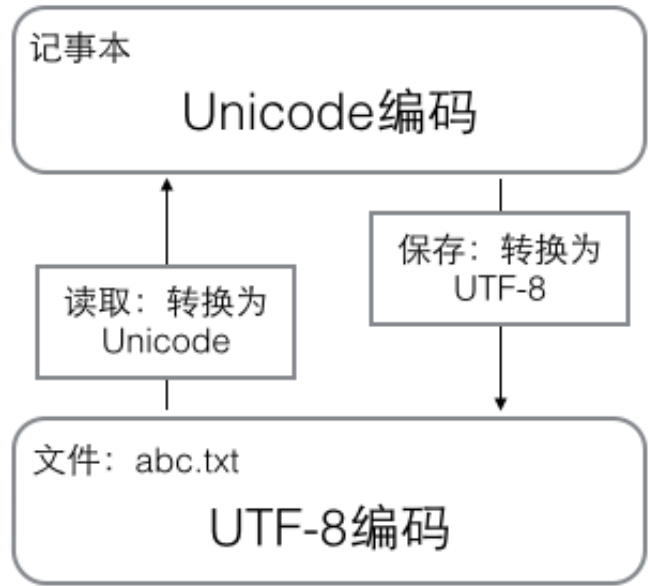 记事本
Unicode编码
保存：转换为
UTF-8
读取：转换为
Unicode
文件：abc.txt
UTF-8编码